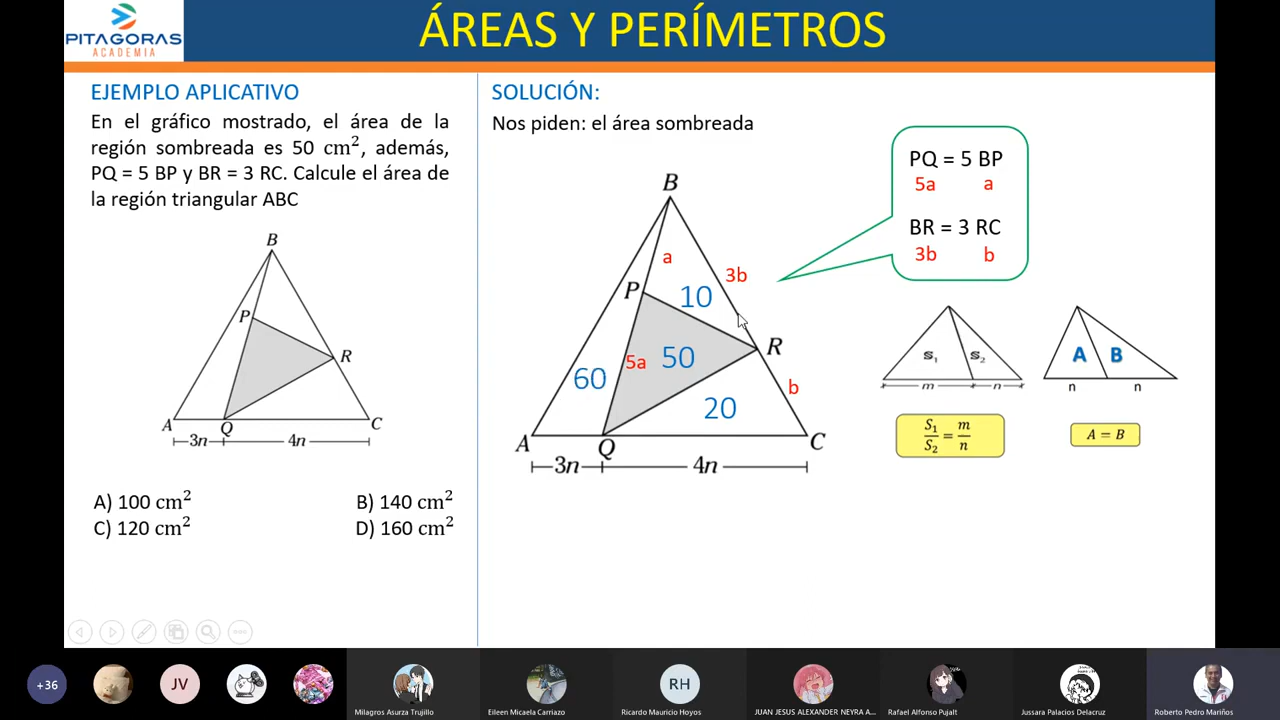 PITAGORAS
ACADEMIA
ÁREAS Y PERÍMETROS
EJEMPLO APLICATIVO
En el gráfico mostrado, el área de la
región sombreada es 50 cm², además,
PQ = 5 BP y BR = 3 RC. Calcule el área de
la región triangular ABC
B
P
R
A
Q
C
3n
4n
A) 100 cm²
B) 140 cm²
C) 120 cm²
D) 160 cm²
SOLUCIÓN:
Nos piden: el área sombreada
B
a
3b
P
10
R
5a
50
60
b
20
A
Q
C
3n
4n
PQ = 5 BP
5a a
BR = 3 RC
3b b
S₁ S₂
m n
S₁/S₂ = m/n
A B
n n
A = B
+36
JV
Milagros Asurza Trujillo
Eileen Micaela Carriazo
RH
Ricardo Mauricio Hoyos
JUAN JESUS ALEXANDER NEYRA A...
Rafael Alfonso Pujalt
Jussara Palacios Delacruz
Roberto Pedro Mariños